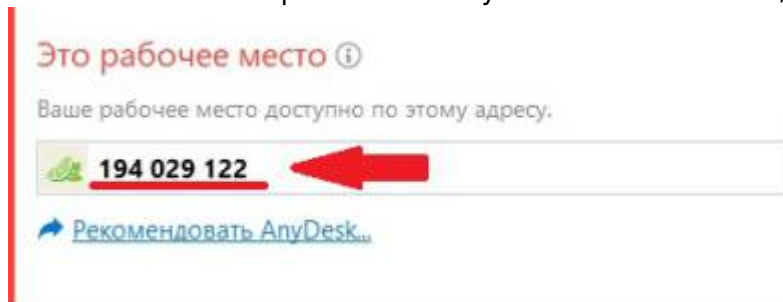 Это рабочее место
Ваше рабочее место доступно по этому адресу.
194 029 122
Рекомендовать AnyDesk...